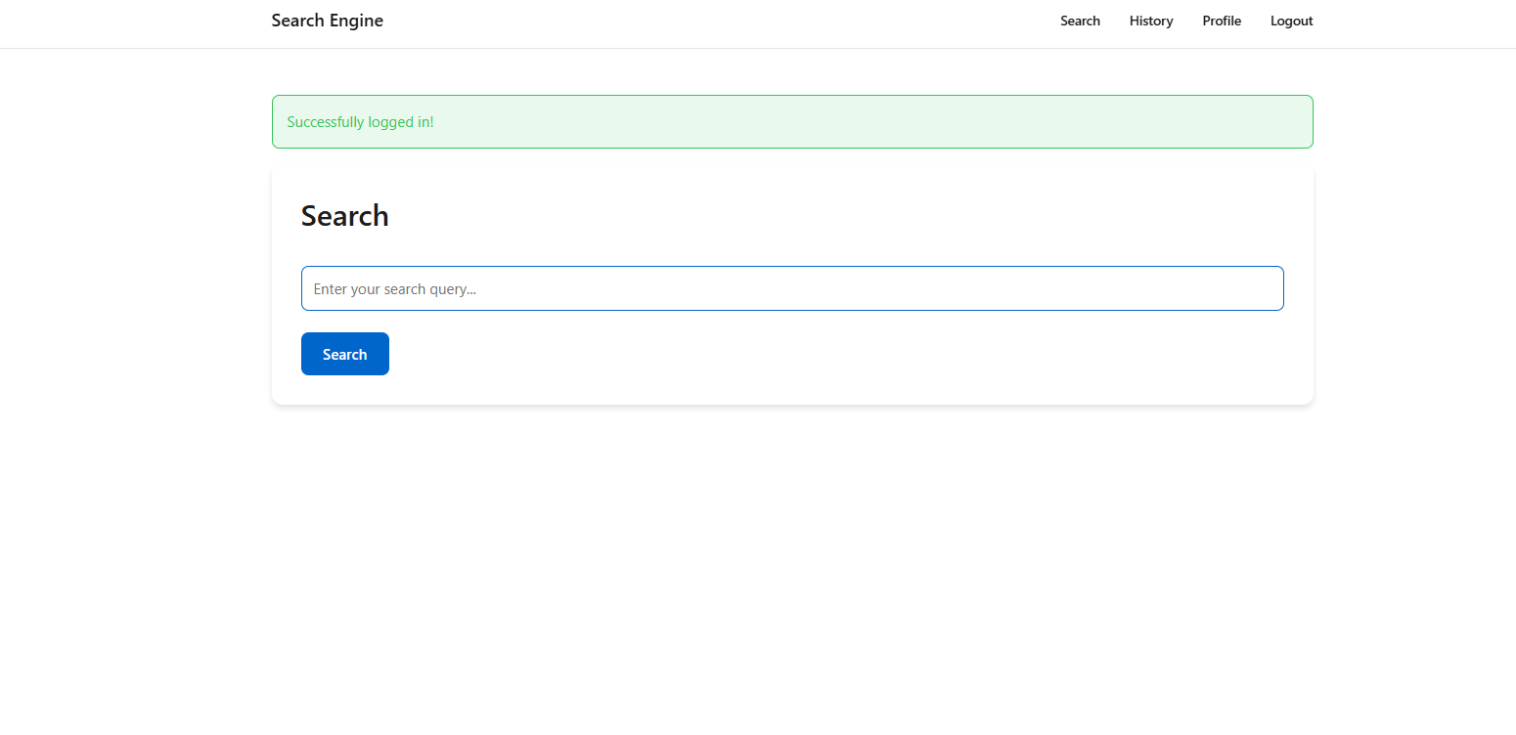 Search Engine
Search History Profile Logout
Successfully logged in!
Search
Enter your search query...
Search